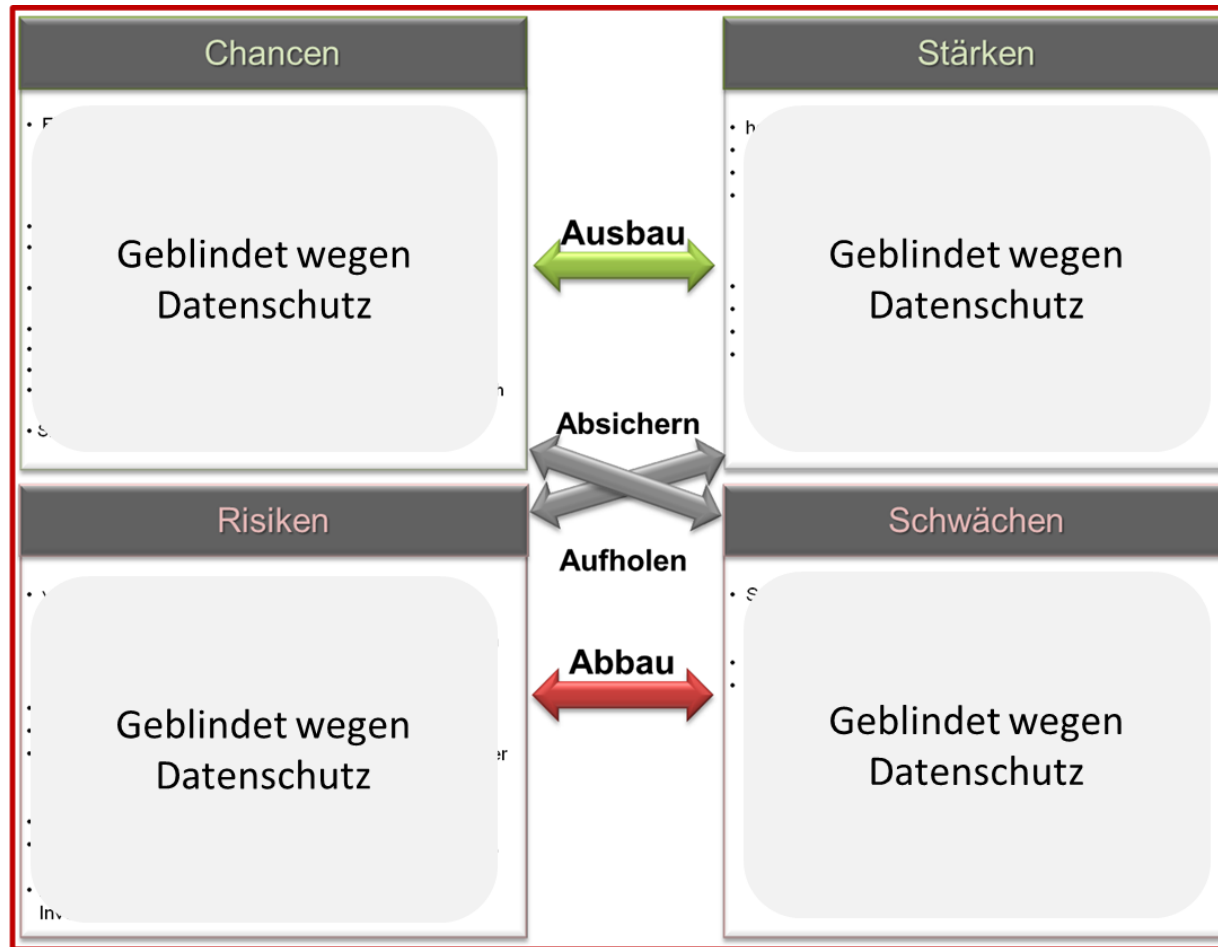 Chancen
Geblindet wegen
Datenschutz
Stärken
Geblindet wegen
Datenschutz
Ausbau
Absichern
Aufholen
Abbau
Risiken
Geblindet wegen
Datenschutz
Schwächen
Geblindet wegen
Datenschutz